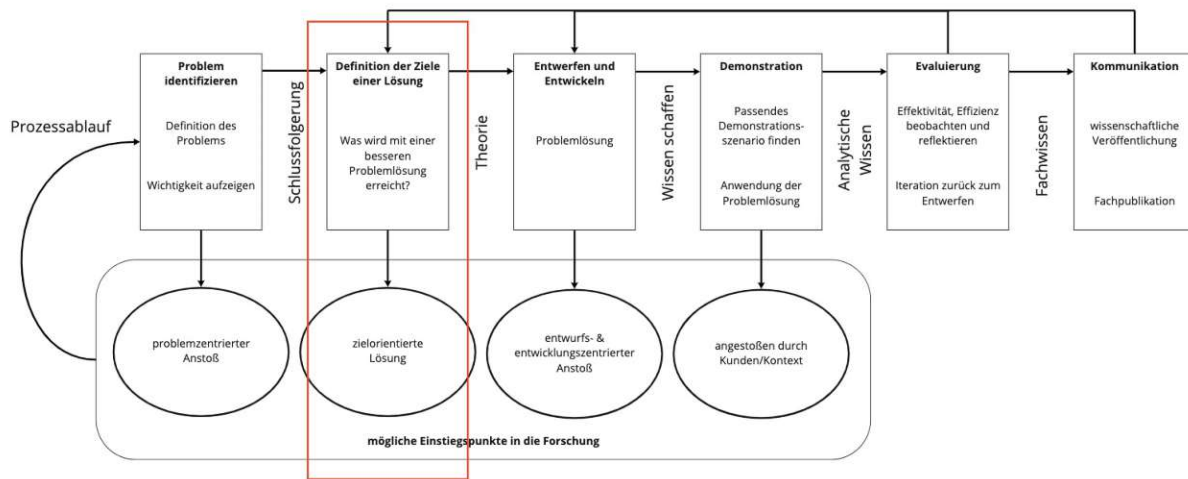 Prozessablauf
Problem
identifizieren
Definition des
Problems
Wichtigkeit aufzeigen
Schlussfolgerung
Definition der Ziele
einer Lösung
Was wird mit einer
besseren
Problemlösung
erreicht?
Theorie
Entwerfen und
Entwickeln
Problemlösung
Wissen schaffen
Demonstration
Passendes
Demonstrations-
szenario finden
Anwendung der
Problemlösung
Analytische
Wissen
Evaluierung
Effektivität, Effizienz
beobachten und
reflektieren
Iteration zurück zum
Entwerfen
Fachwissen
Kommunikation
wissenschaftliche
Veröffentlichung
Fachpublikation
problemzentrierter
Anstoß
zielorientierte
Lösung
entwurfs- &
entwicklungszentrierter
Anstoß
angestoßen durch
Kunden/Kontext
mögliche Einstiegspunkte in die Forschung